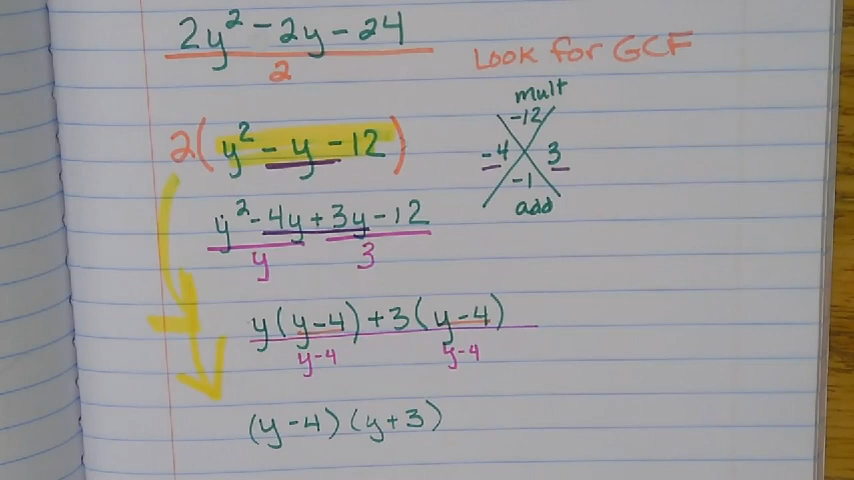 2y² - 2y - 24
2
Look for GCF
2(y² - y - 12)
mult
-12
-4 3
-1
add
y² - 4y + 3y - 12
y 3
y(y-4) + 3(y-4)
y-4 y-4
(y-4)(y+3)